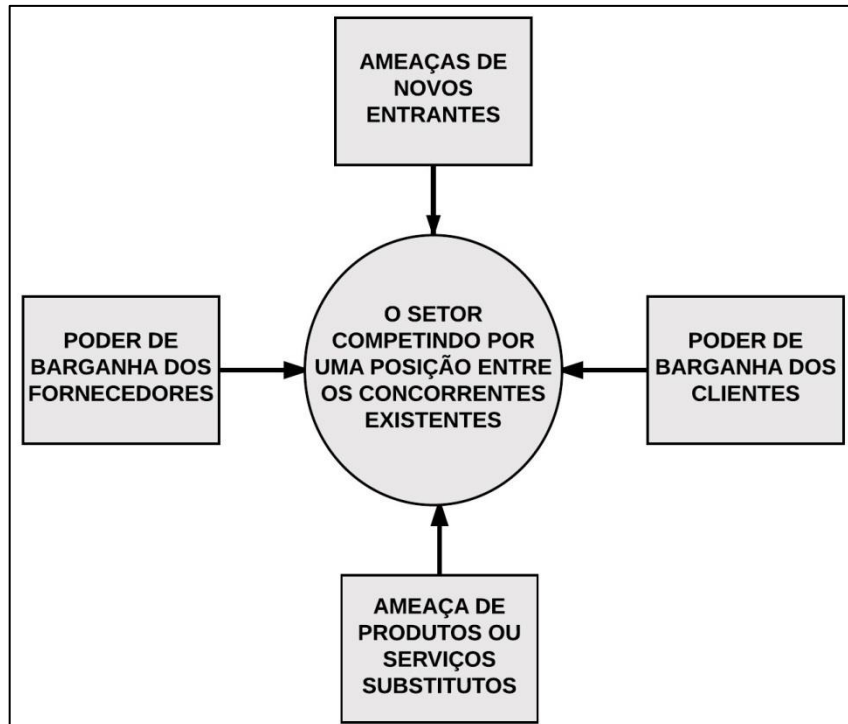 AMEAÇAS DE
NOVOS
ENTRANTES
PODER DE
BARGANHA DOS
FORNECEDORES
O SETOR
COMPETINDO POR
UMA POSIÇÃO ENTRE
OS CONCORRENTES
EXISTENTES
PODER DE
BARGANHA DOS
CLIENTES
AMEAÇA DE
PRODUTOS OU
SERVIÇOS
SUBSTITUTOS